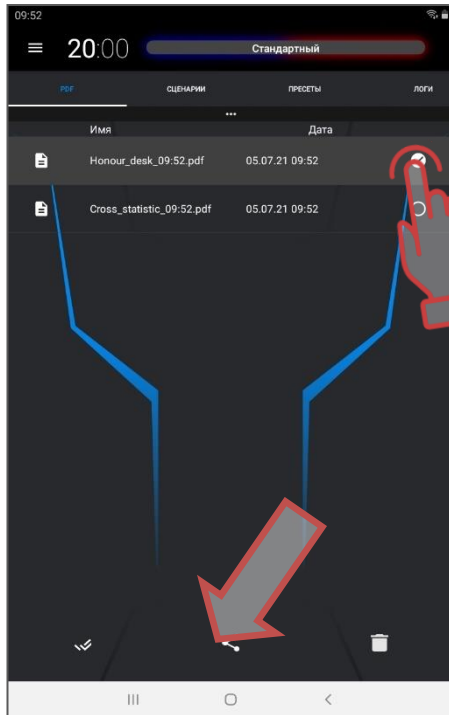 09:52
20:00 Стандартный
PDF СЦЕНАРИИ ПРЕСЕТЫ ЛОГИ
Имя Дата
Honour_desk_09:52.pdf 05.07.21 09:52
Cross_statistic_09:52.pdf 05.07.21 09:52